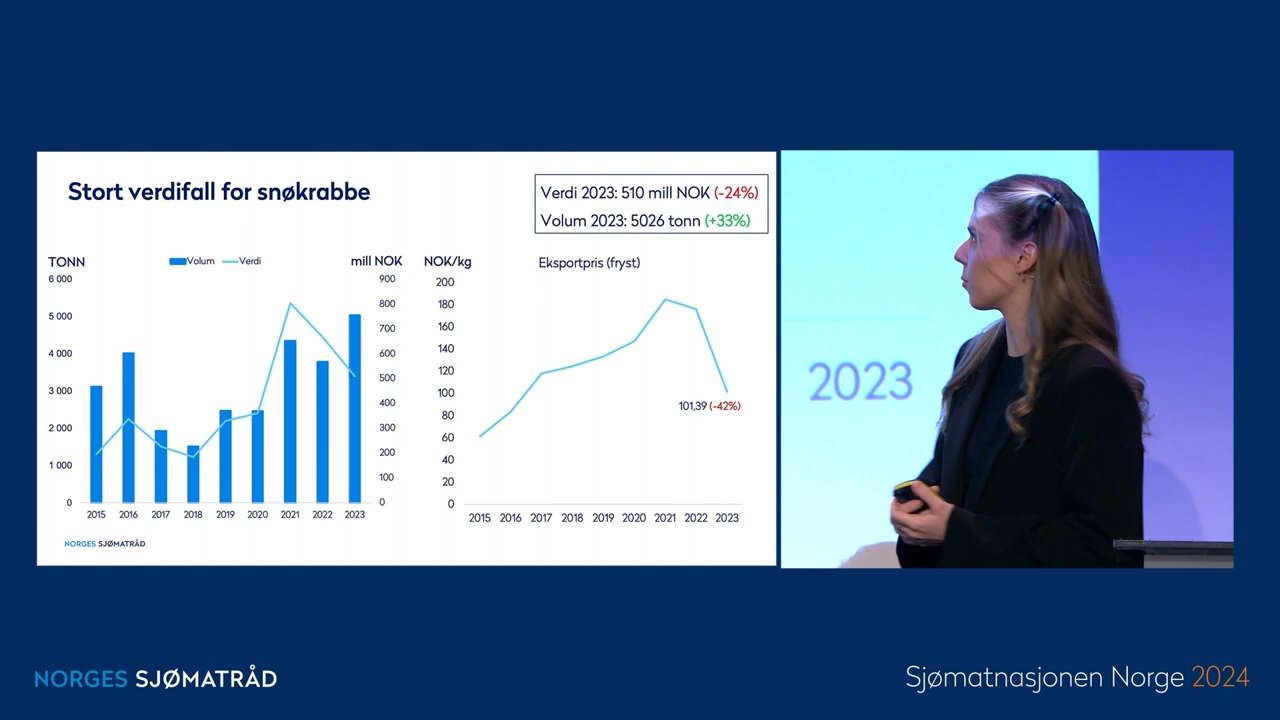 Stort verdifall for snøkrabbe
Verdi 2023: 510 mill NOK (-24%)
Volum 2023: 5026 tonn (+33%)
TONN
Volum Verdi
mill NOK
6 000
5 000
4 000
3 000
2 000
1 000
0
900
800
700
600
500
400
300
200
100
0
2015 2016 2017 2018 2019 2020 2021 2022 2023
NOK/kg
Eksportpris (fryst)
200
180
160
140
120
100
80
60
40
20
0
101,39 (-42%)
2015 2016 2017 2018 2019 2020 2021 2022 2023
NORGES SJØMATRÅD
2023
NORGES SJØMATRÅD
Sjømatnasjonen Norge 2024